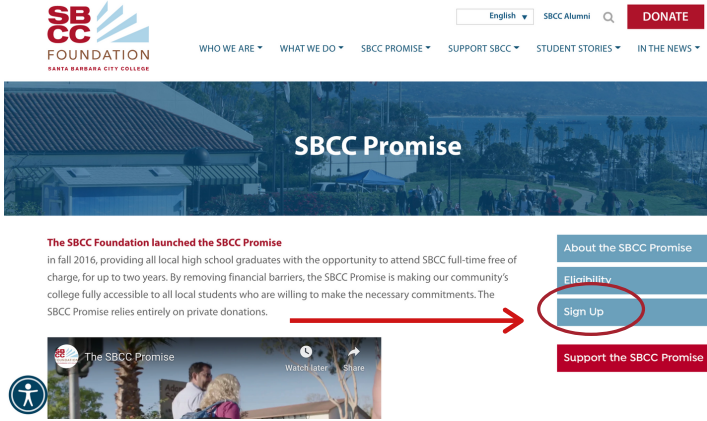 SB
CC
FOUNDATION
SANTA BARBARA CITY COLLEGE
English SBCC Alumni DONATE
WHO WE ARE WHAT WE DO SBCC PROMISE SUPPORT SBCC STUDENT STORIES IN THE NEWS
SBCC Promise
The SBCC Foundation launched the SBCC Promise
in fall 2016, providing all local high school graduates with the opportunity to attend SBCC full-time free of
charge, for up to two years. By removing financial barriers, the SBCC Promise is making our community's
college fully accessible to all local students who are willing to make the necessary commitments. The
SBCC Promise relies entirely on private donations.
About the SBCC Promise
Eligibility
Sign Up
Support the SBCC Promise
SB
CC
FOUNDATION
The SBCC Promise
Watch later Share